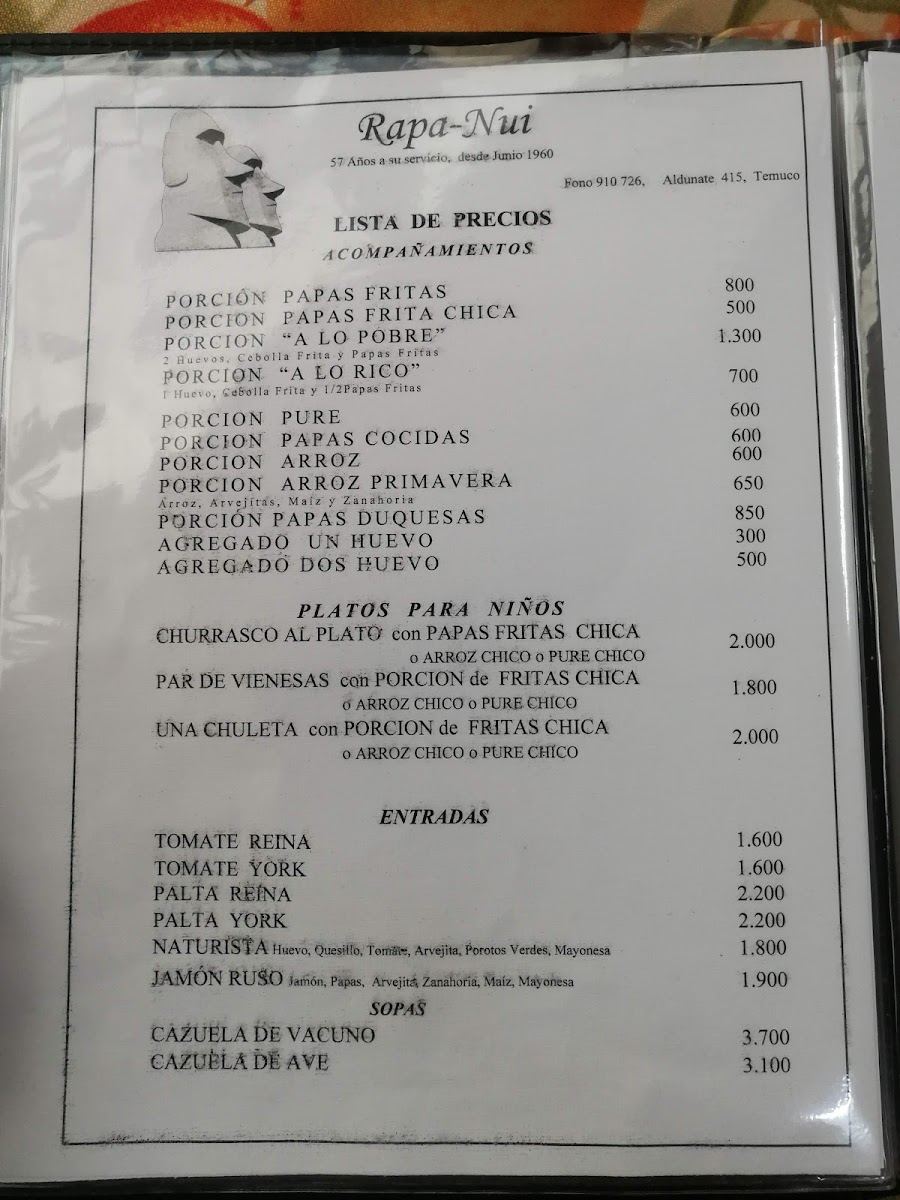 Rapa-Nui
57 Años a su servicio, desde Junio 1960
Fono 910 726, Aldunate 415, Temuco
LISTA DE PRECIOS
ACOMPAÑAMIENTOS
PORCIÓN PAPAS FRITAS 800
PORCION PAPAS FRITA CHICA 500
PORCION “A LO POBRE” 1.300
2 Huevos, Cebolla Frita y Papas Fritas
PORCION “A LO RICO” 700
1 Huevo, Cebolla Frita y 1/2Papas Fritas
PORCION PURE 600
PORCION PAPAS COCIDAS 600
PORCION ARROZ 600
PORCION ARROZ PRIMAVERA 650
Arroz, Arvejitas, Maíz y Zanahoria
PORCIÓN PAPAS DUQUESAS 850
AGREGADO UN HUEVO 300
AGREGADO DOS HUEVO 500
PLATOS PARA NIÑOS
CHURRASCO AL PLATO con PAPAS FRITAS CHICA 2.000
o ARROZ CHICO o PURE CHICO
PAR DE VIENESAS con PORCION de FRITAS CHICA 1.800
o ARROZ CHICO o PURE CHICO
UNA CHULETA con PORCION de FRITAS CHICA 2.000
o ARROZ CHICO o PURE CHICO
ENTRADAS
TOMATE REINA 1.600
TOMATE YORK 1.600
PALTA REINA 2.200
PALTA YORK 2.200
NATURISTA Huevo, Quesillo, Tomate, Arvejita, Porotos Verdes, Mayonesa 1.800
JAMÓN RUSO Jamón, Papas, Arvejita, Zanahoria, Maíz, Mayonesa 1.900
SOPAS
CAZUELA DE VACUNO 3.700
CAZUELA DE AVE 3.100